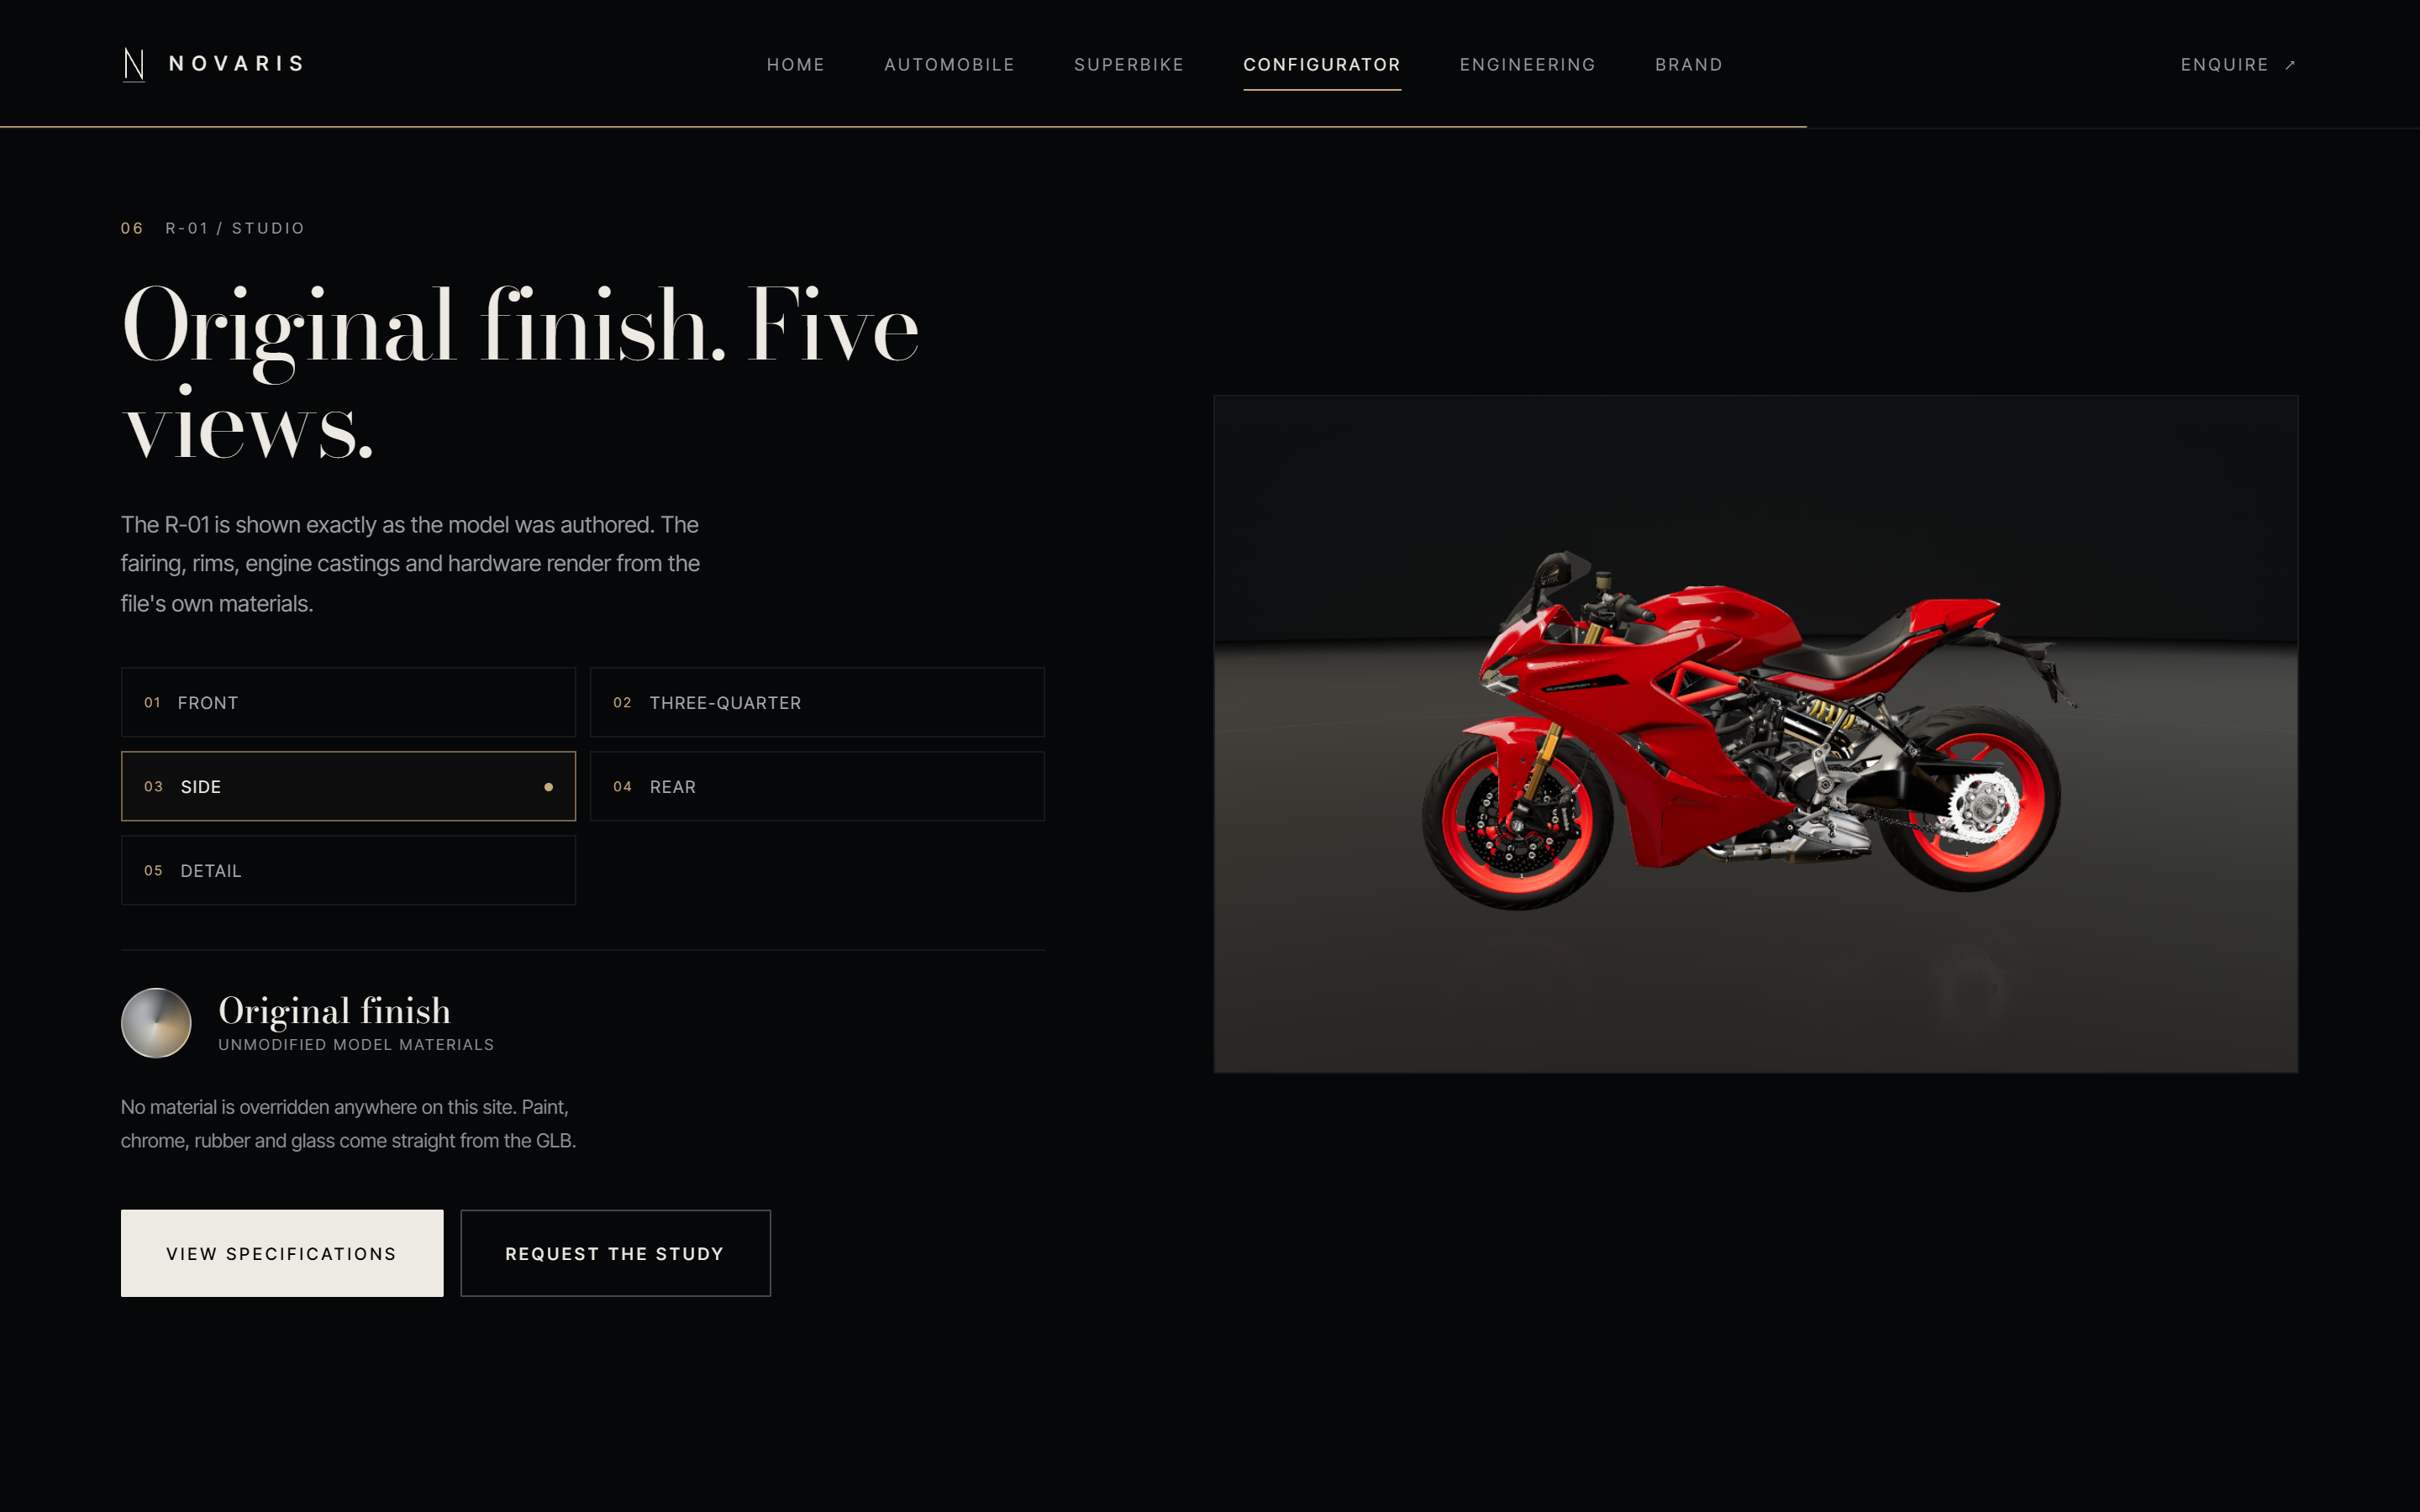 N NOVARIS
HOME AUTOMOBILE SUPERBIKE CONFIGURATOR ENGINEERING BRAND
ENQUIRE ↗
06 R-01 / STUDIO
Original finish. Five
views.
The R-01 is shown exactly as the model was authored. The
fairing, rims, engine castings and hardware render from the
file's own materials.
01 FRONT
02 THREE-QUARTER
03 SIDE
04 REAR
05 DETAIL
Original finish
UNMODIFIED MODEL MATERIALS
No material is overridden anywhere on this site. Paint,
chrome, rubber and glass come straight from the GLB.
VIEW SPECIFICATIONS
REQUEST THE STUDY